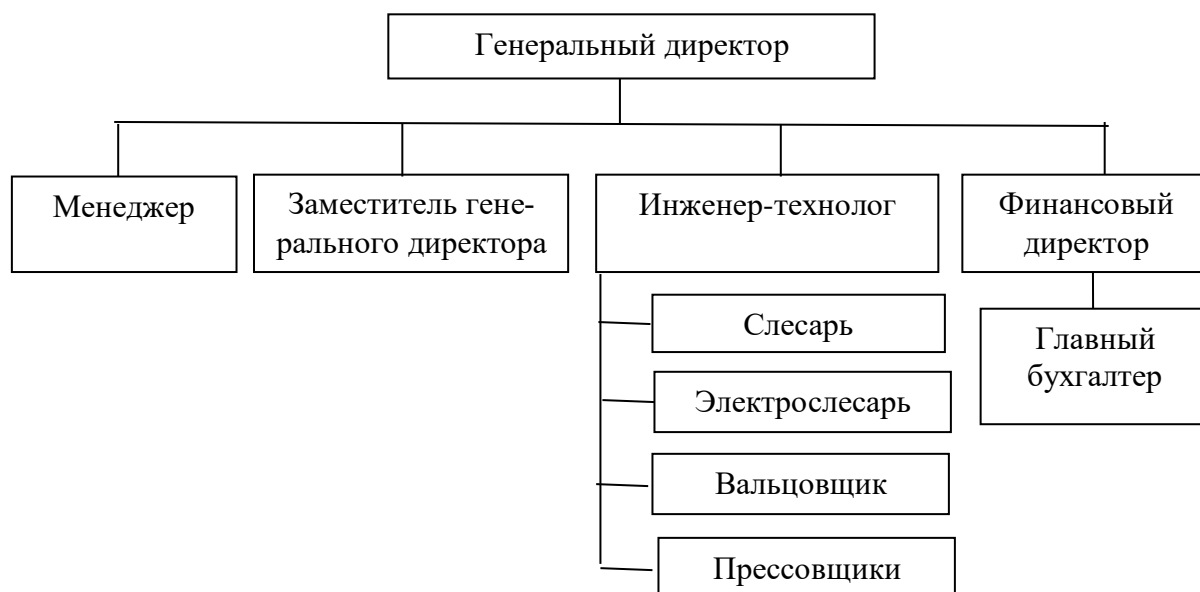 Генеральный директор
Менеджер
Заместитель гене-
рального директора
Инженер-технолог
Финансовый
директор
Слесарь
Электрослесарь
Вальцовщик
Прессовщики
Главный
бухгалтер